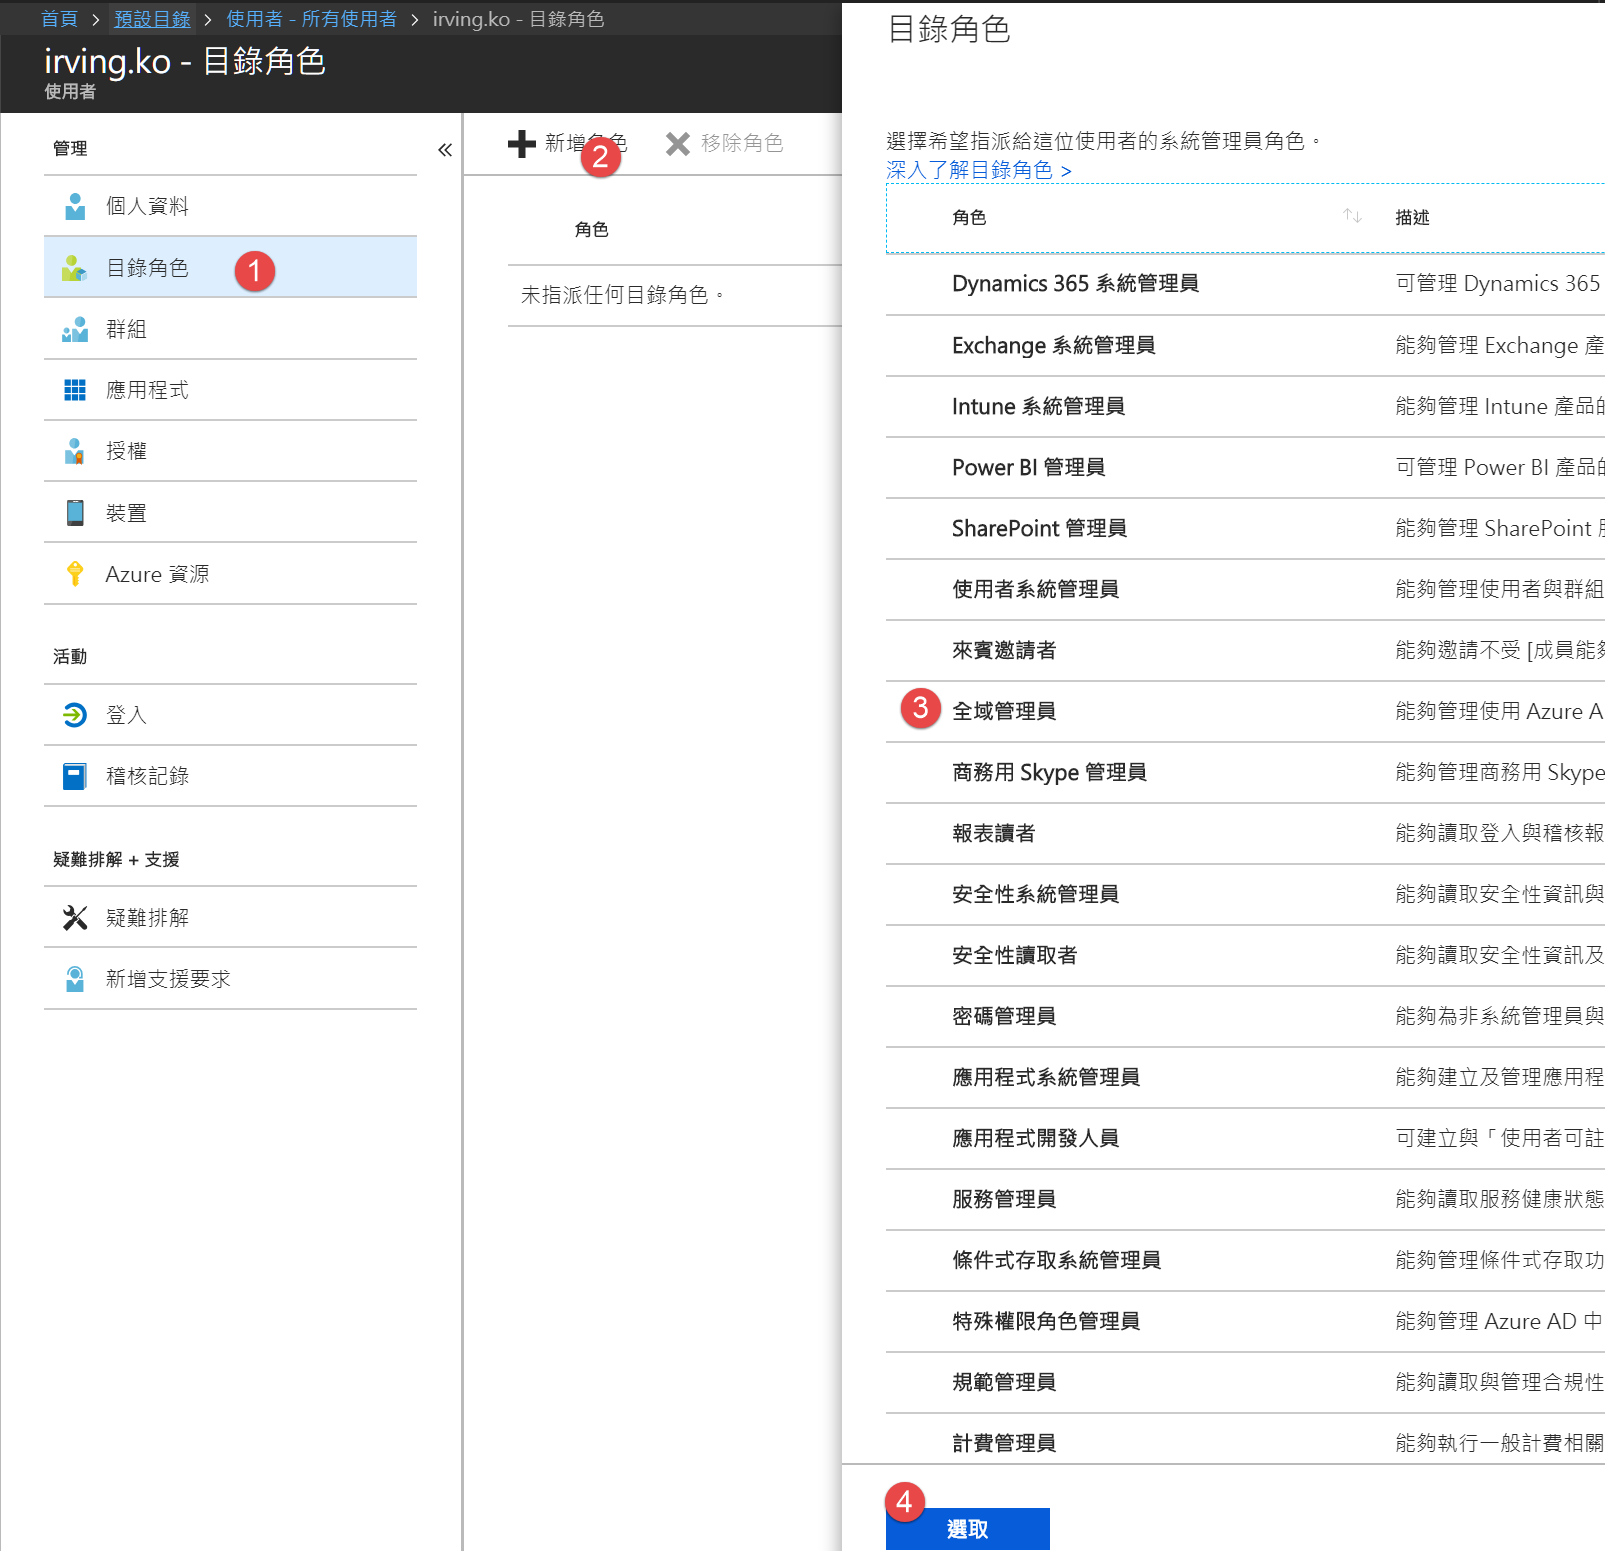 首頁 > 預設目錄 > 使用者 - 所有使用者 > irving.ko - 目錄角色
irving.ko - 目錄角色
使用者
管理
«
個人資料
目錄角色
1
群組
應用程式
授權
裝置
Azure 資源
活動
登入
稽核記錄
疑難排解 + 支援
疑難排解
新增支援要求
新增角色
2
移除角色
角色
未指派任何目錄角色。
目錄角色
選擇希望指派給這位使用者的系統管理員角色。
深入了解目錄角色 >
角色 ↑↓ 描述
Dynamics 365 系統管理員 可管理 Dynamics 365
Exchange 系統管理員 能夠管理 Exchange 產
Intune 系統管理員 能夠管理 Intune 產品的
Power BI 管理員 可管理 Power BI 產品的
SharePoint 管理員 能夠管理 SharePoint
使用者系統管理員 能夠管理使用者與群組
來賓邀請者 能夠邀請不受 [成員能夠
3 全域管理員 能夠管理使用 Azure A
商務用 Skype 管理員 能夠管理商務用 Skype
報表讀者 能夠讀取登入與稽核報
安全性系統管理員 能夠讀取安全性資訊與
安全性讀取者 能夠讀取安全性資訊及
密碼管理員 能夠為非系統管理員與
應用程式系統管理員 能夠建立及管理應用程
應用程式開發人員 可建立與「使用者可註
服務管理員 能夠讀取服務健康狀態
條件式存取系統管理員 能夠管理條件式存取功
特殊權限角色管理員 能夠管理 Azure AD 中
規範管理員 能夠讀取與管理合規性
計費管理員 能夠執行一般計費相關
4
選取